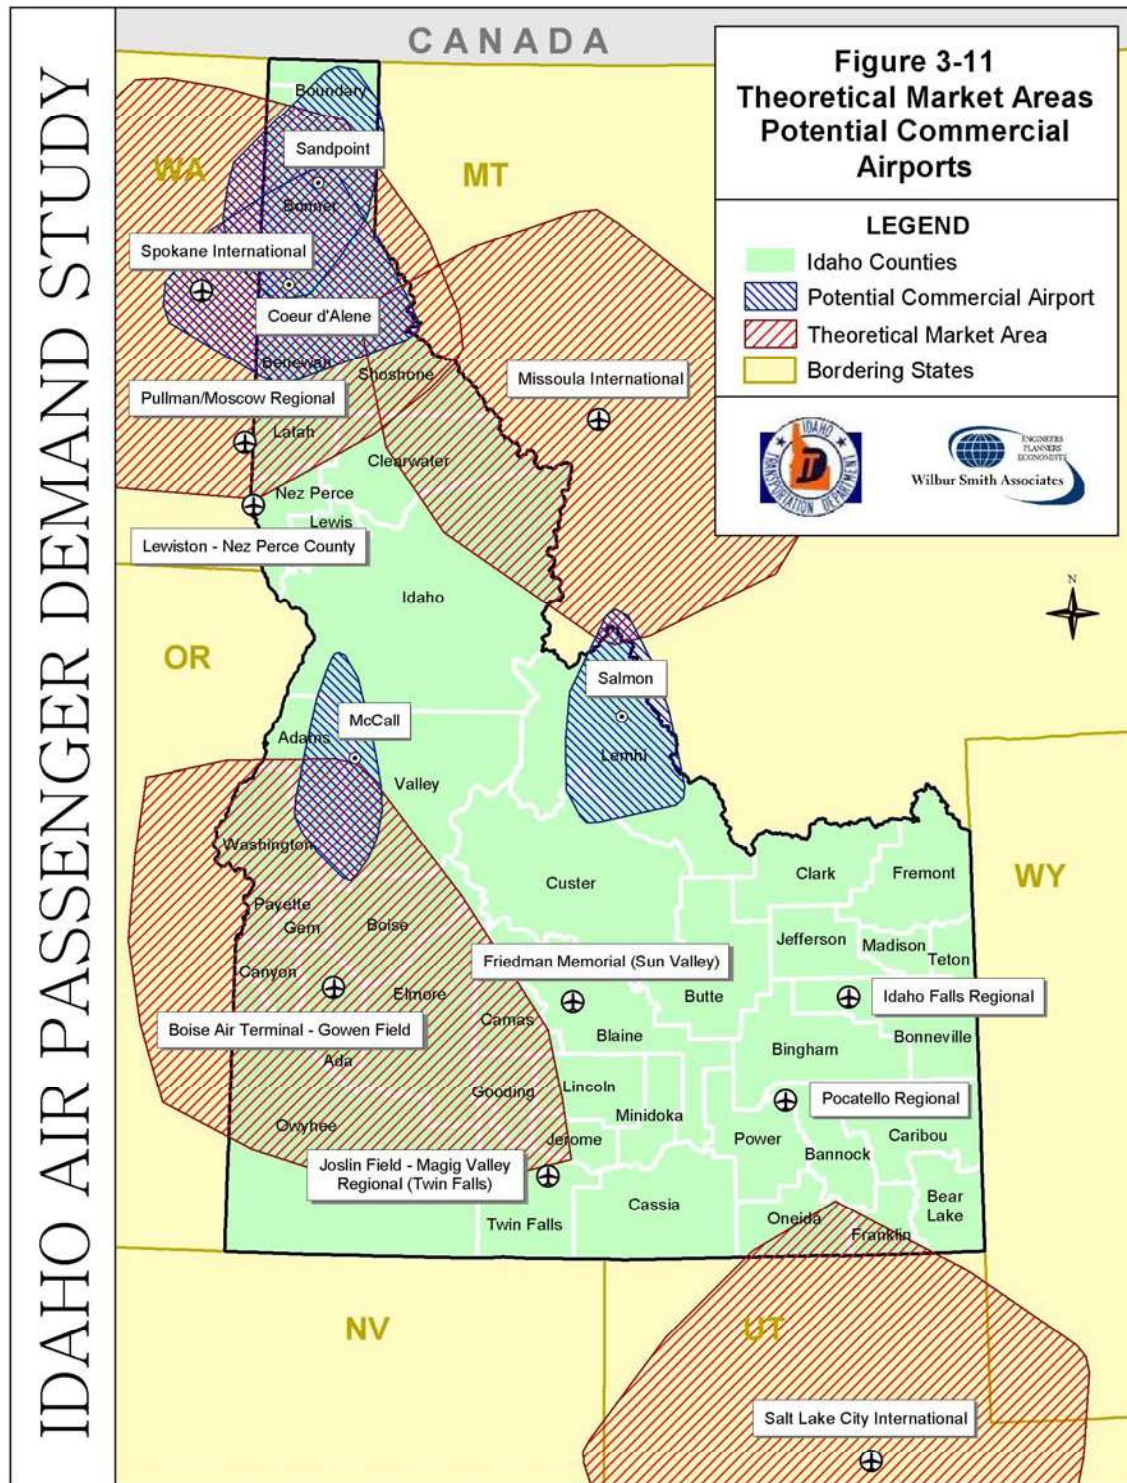 IDAHO AIR PASSENGER DEMAND STUDY
CANADA
Figure 3-11
Theoretical Market Areas
Potential Commercial
Airports
LEGEND
Idaho Counties
Potential Commercial Airport
Theoretical Market Area
Bordering States
IDAHO
TRANSPORTATION DEPARTMENT
ENGINEERS
PLANNERS
ECONOMISTS
Wilbur Smith Associates
N
Boundary
Sandpoint
WA
MT
Bonner
Spokane International
Coeur d'Alene
Benewah
Shoshone
Missoula International
Pullman/Moscow Regional
Latah
Clearwater
Nez Perce
Lewis
Lewiston - Nez Perce County
Idaho
OR
Salmon
McCall
Adams
Lemhi
Valley
Washington
Custer
Clark
Fremont
WY
Payette
Gem
Boise
Jefferson
Madison
Teton
Friedman Memorial (Sun Valley)
Canyon
Elmore
Butte
Idaho Falls Regional
Camas
Boise Air Terminal - Gowen Field
Blaine
Bonneville
Bingham
Ada
Gooding
Lincoln
Minidoka
Pocatello Regional
Owyhee
Jerome
Power
Caribou
Bannock
Joslin Field - Magig Valley
Regional (Twin Falls)
Cassia
Bear
Lake
Twin Falls
Oneida
Franklin
NV
UT
Salt Lake City International